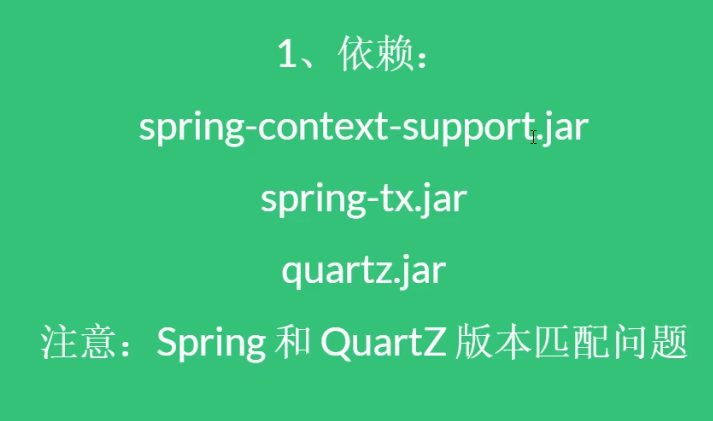 1、依赖：
spring-context-support.jar
spring-tx.jar
quartz.jar
注意：Spring 和 QuartZ 版本匹配问题